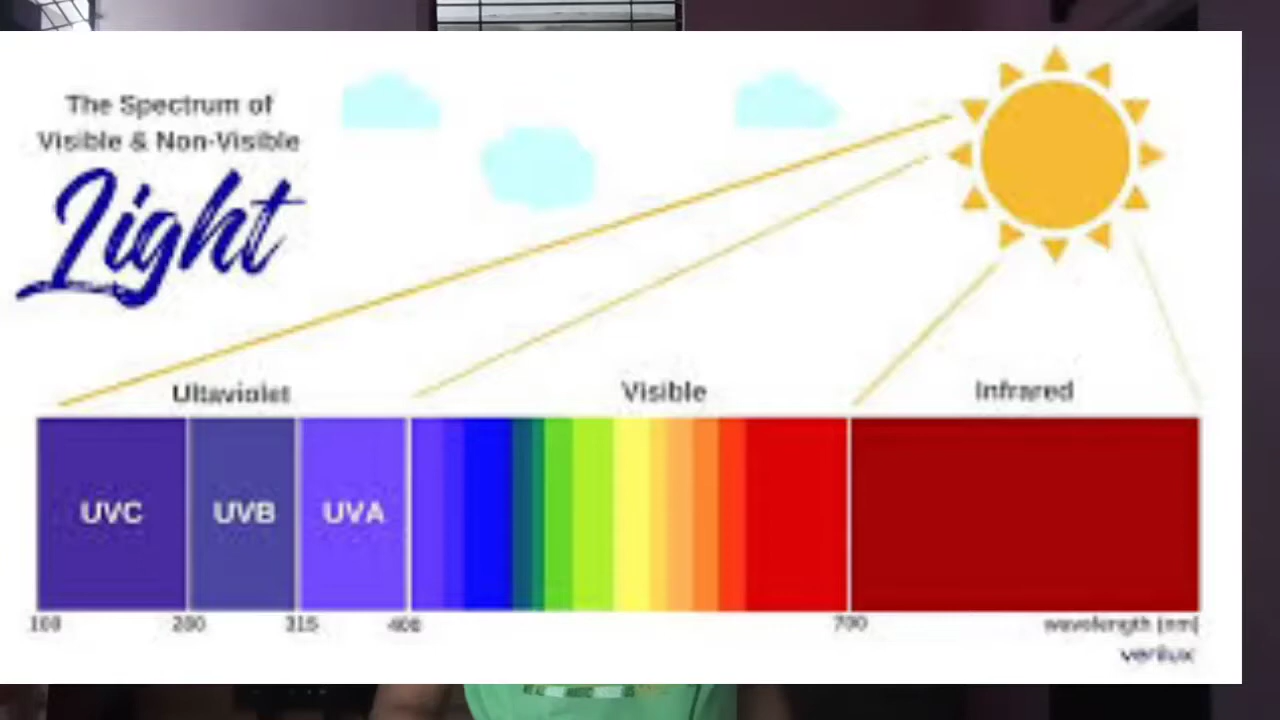 The Spectrum of
Visible & Non-Visible
Light
Ultaviolet
Visible
Infrared
UVC
UVB
UVA
100
280
315
400
700
wavelength (nm)
verilux